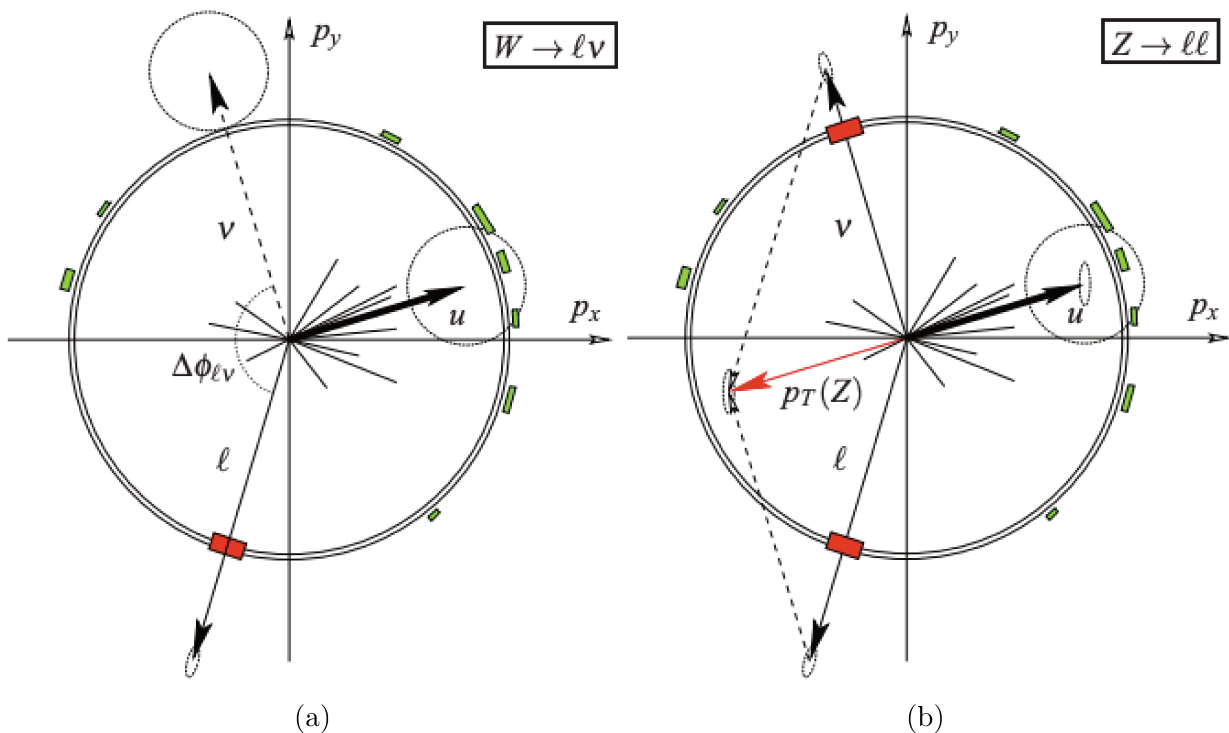 p_y
W → ℓν
ν
u
p_x
Δϕ_ℓν
ℓ
(a)
p_y
Z → ℓℓ
ν
u
p_x
p_T(Z)
ℓ
(b)